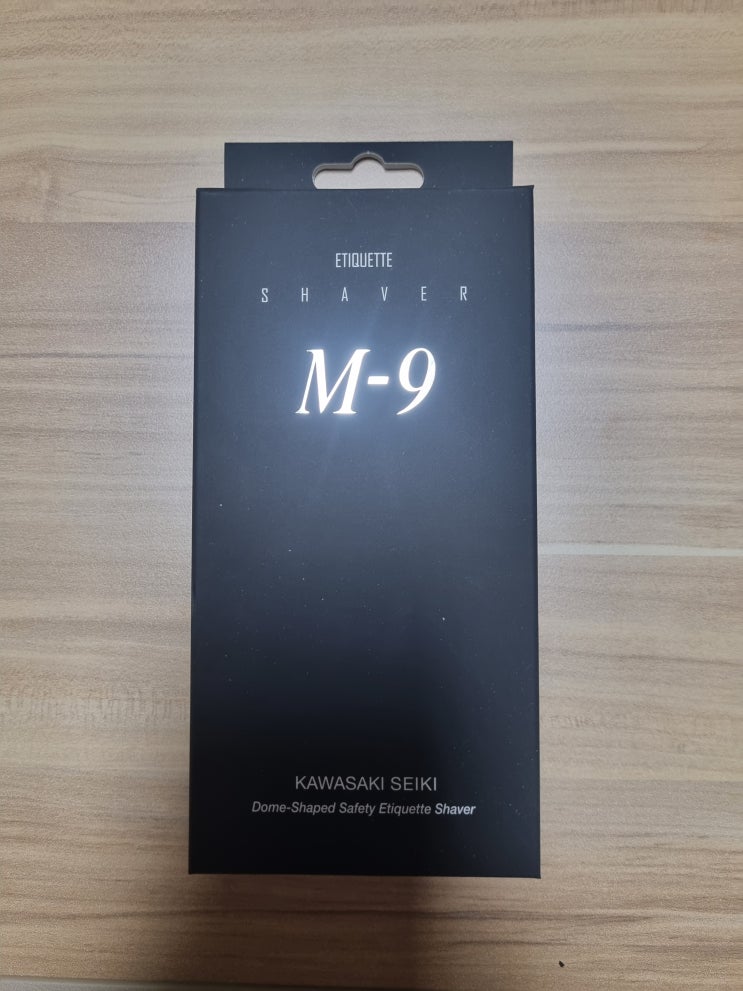 ETIQUETTE
SHAVER
M-9
KAWASAKI SEIKI
Dome-Shaped Safety Etiquette Shaver